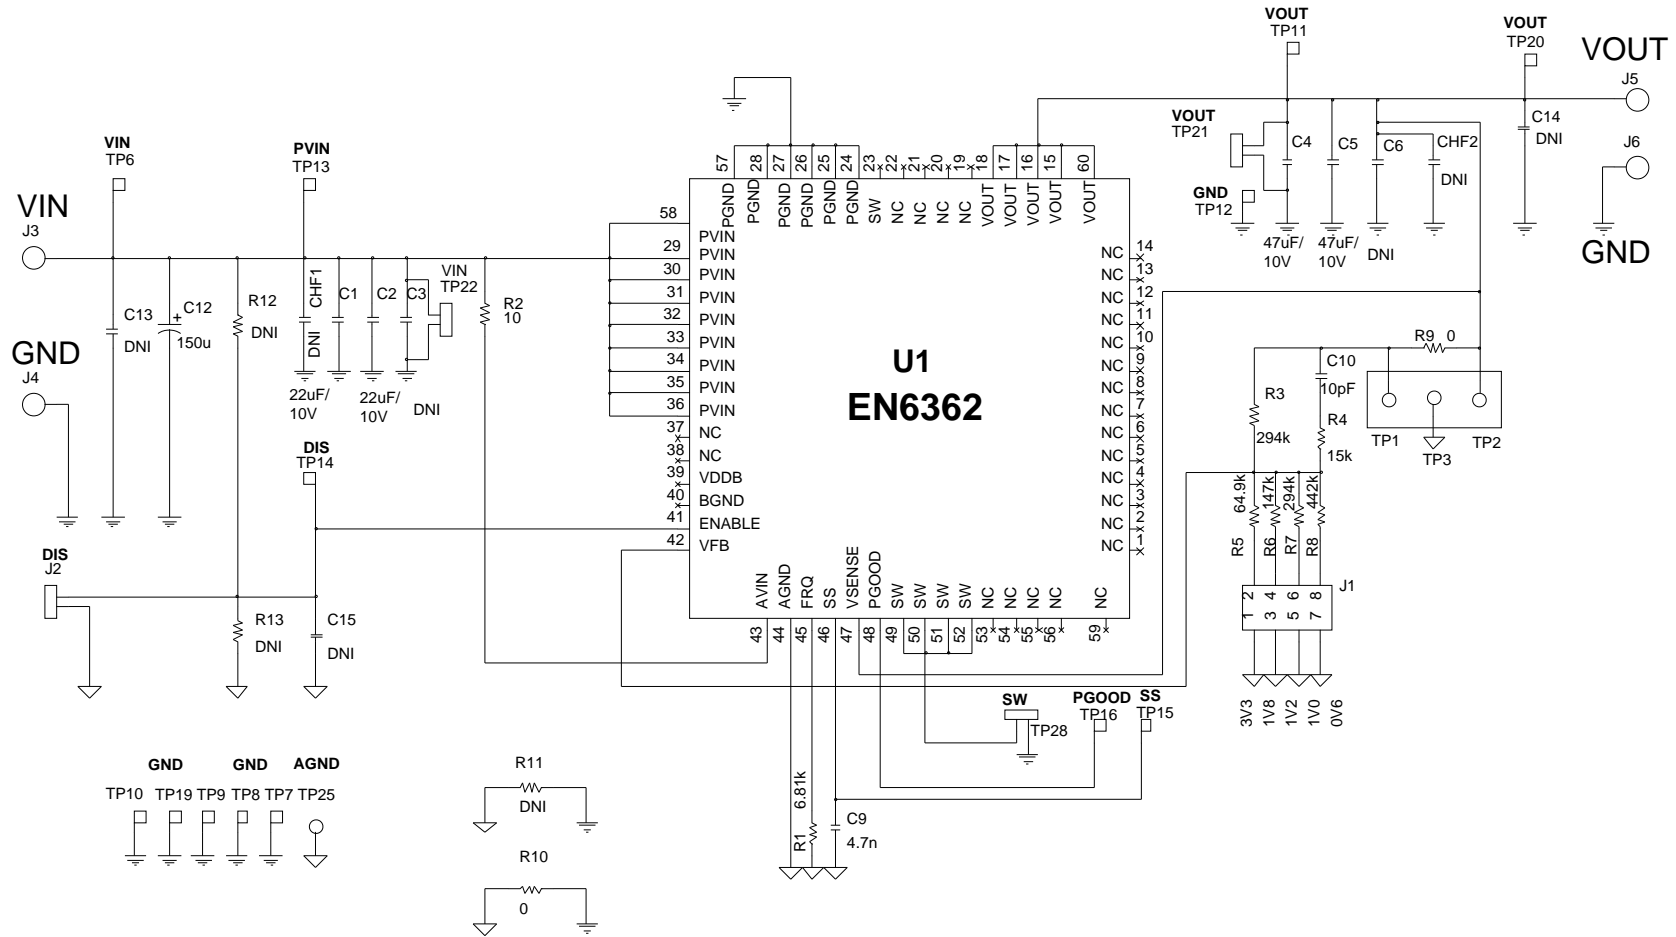 VOUT
TP11
VOUT
TP20
VOUT
J5
VOUT
TP21
C4
C5
C6
CHF2
DNI
C14
DNI
J6
GND
TP12
47uF/
10V
47uF/
10V
DNI
GND
VIN
TP6
PVIN
TP13
VIN
J3
C13
DNI
C12
+
150u
R12
DNI
CHF1
DNI
C1
C2
C3
VIN
TP22
R2
10
22uF/
10V
22uF/
10V
DNI
GND
J4
DIS
TP14
DIS
J2
R13
DNI
C15
DNI
57 28 27 26 25 24 23 22 21 20 19 18 17 16 15 60
PGND PGND PGND PGND PGND PGND SW NC NC NC NC VOUT VOUT VOUT VOUT VOUT
58 PVIN
29 PVIN
30 PVIN
31 PVIN
32 PVIN
33 PVIN
34 PVIN
35 PVIN
36 PVIN
37 NC
38 NC
39 VDDB
40 BGND
41 ENABLE
42 VFB
U1
EN6362
NC 14
NC 13
NC 12
NC 11
NC 10
NC 9
NC 8
NC 7
NC 6
NC 5
NC 4
NC 3
NC 2
NC 1
AVIN AGND FRQ SS VSENSE PGOOD SW SW SW SW NC NC NC NC NC
43 44 45 46 47 48 49 50 51 52 53 54 55 56 59
R9 0
C10
10pF
R3
294k
R4
15k
TP1
TP3
TP2
64.9k 147k 294k 442k
R5 R6 R7 R8
J1
2 4 6 8
1 3 5 7
3V3 1V8 1V2 1V0 0V6
SW
TP28
PGOOD
TP16
SS
TP15
R1
6.81k
C9
4.7n
GND
GND
AGND
TP10 TP19 TP9 TP8 TP7 TP25
R11
DNI
R10
0